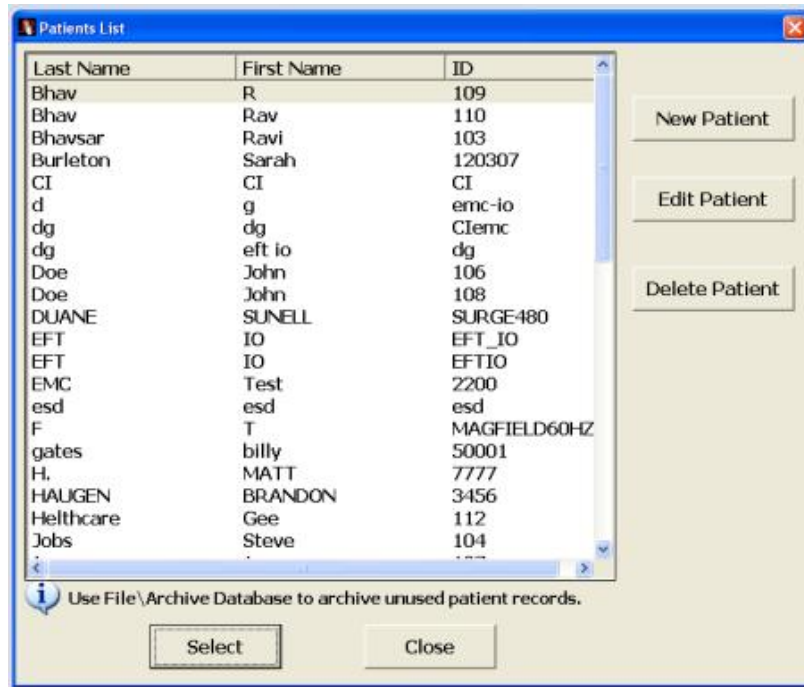 Patients List
Last Name First Name ID
Bhav R 109
Bhav Rav 110
Bhavsar Ravi 103
Burleton Sarah 120307
CI CI CI
d g emc-io
dg dg CIemc
dg eft io dg
Doe John 106
Doe John 108
DUANE SUNELL SURGE480
EFT IO EFT_IO
EFT IO EFTIO
EMC Test 2200
esd esd esd
F T MAGFIELD60HZ
gates billy 50001
H. MATT 7777
HAUGEN BRANDON 3456
Helthcare Gee 112
Jobs Steve 104
New Patient
Edit Patient
Delete Patient
Use File\Archive Database to archive unused patient records.
Select Close